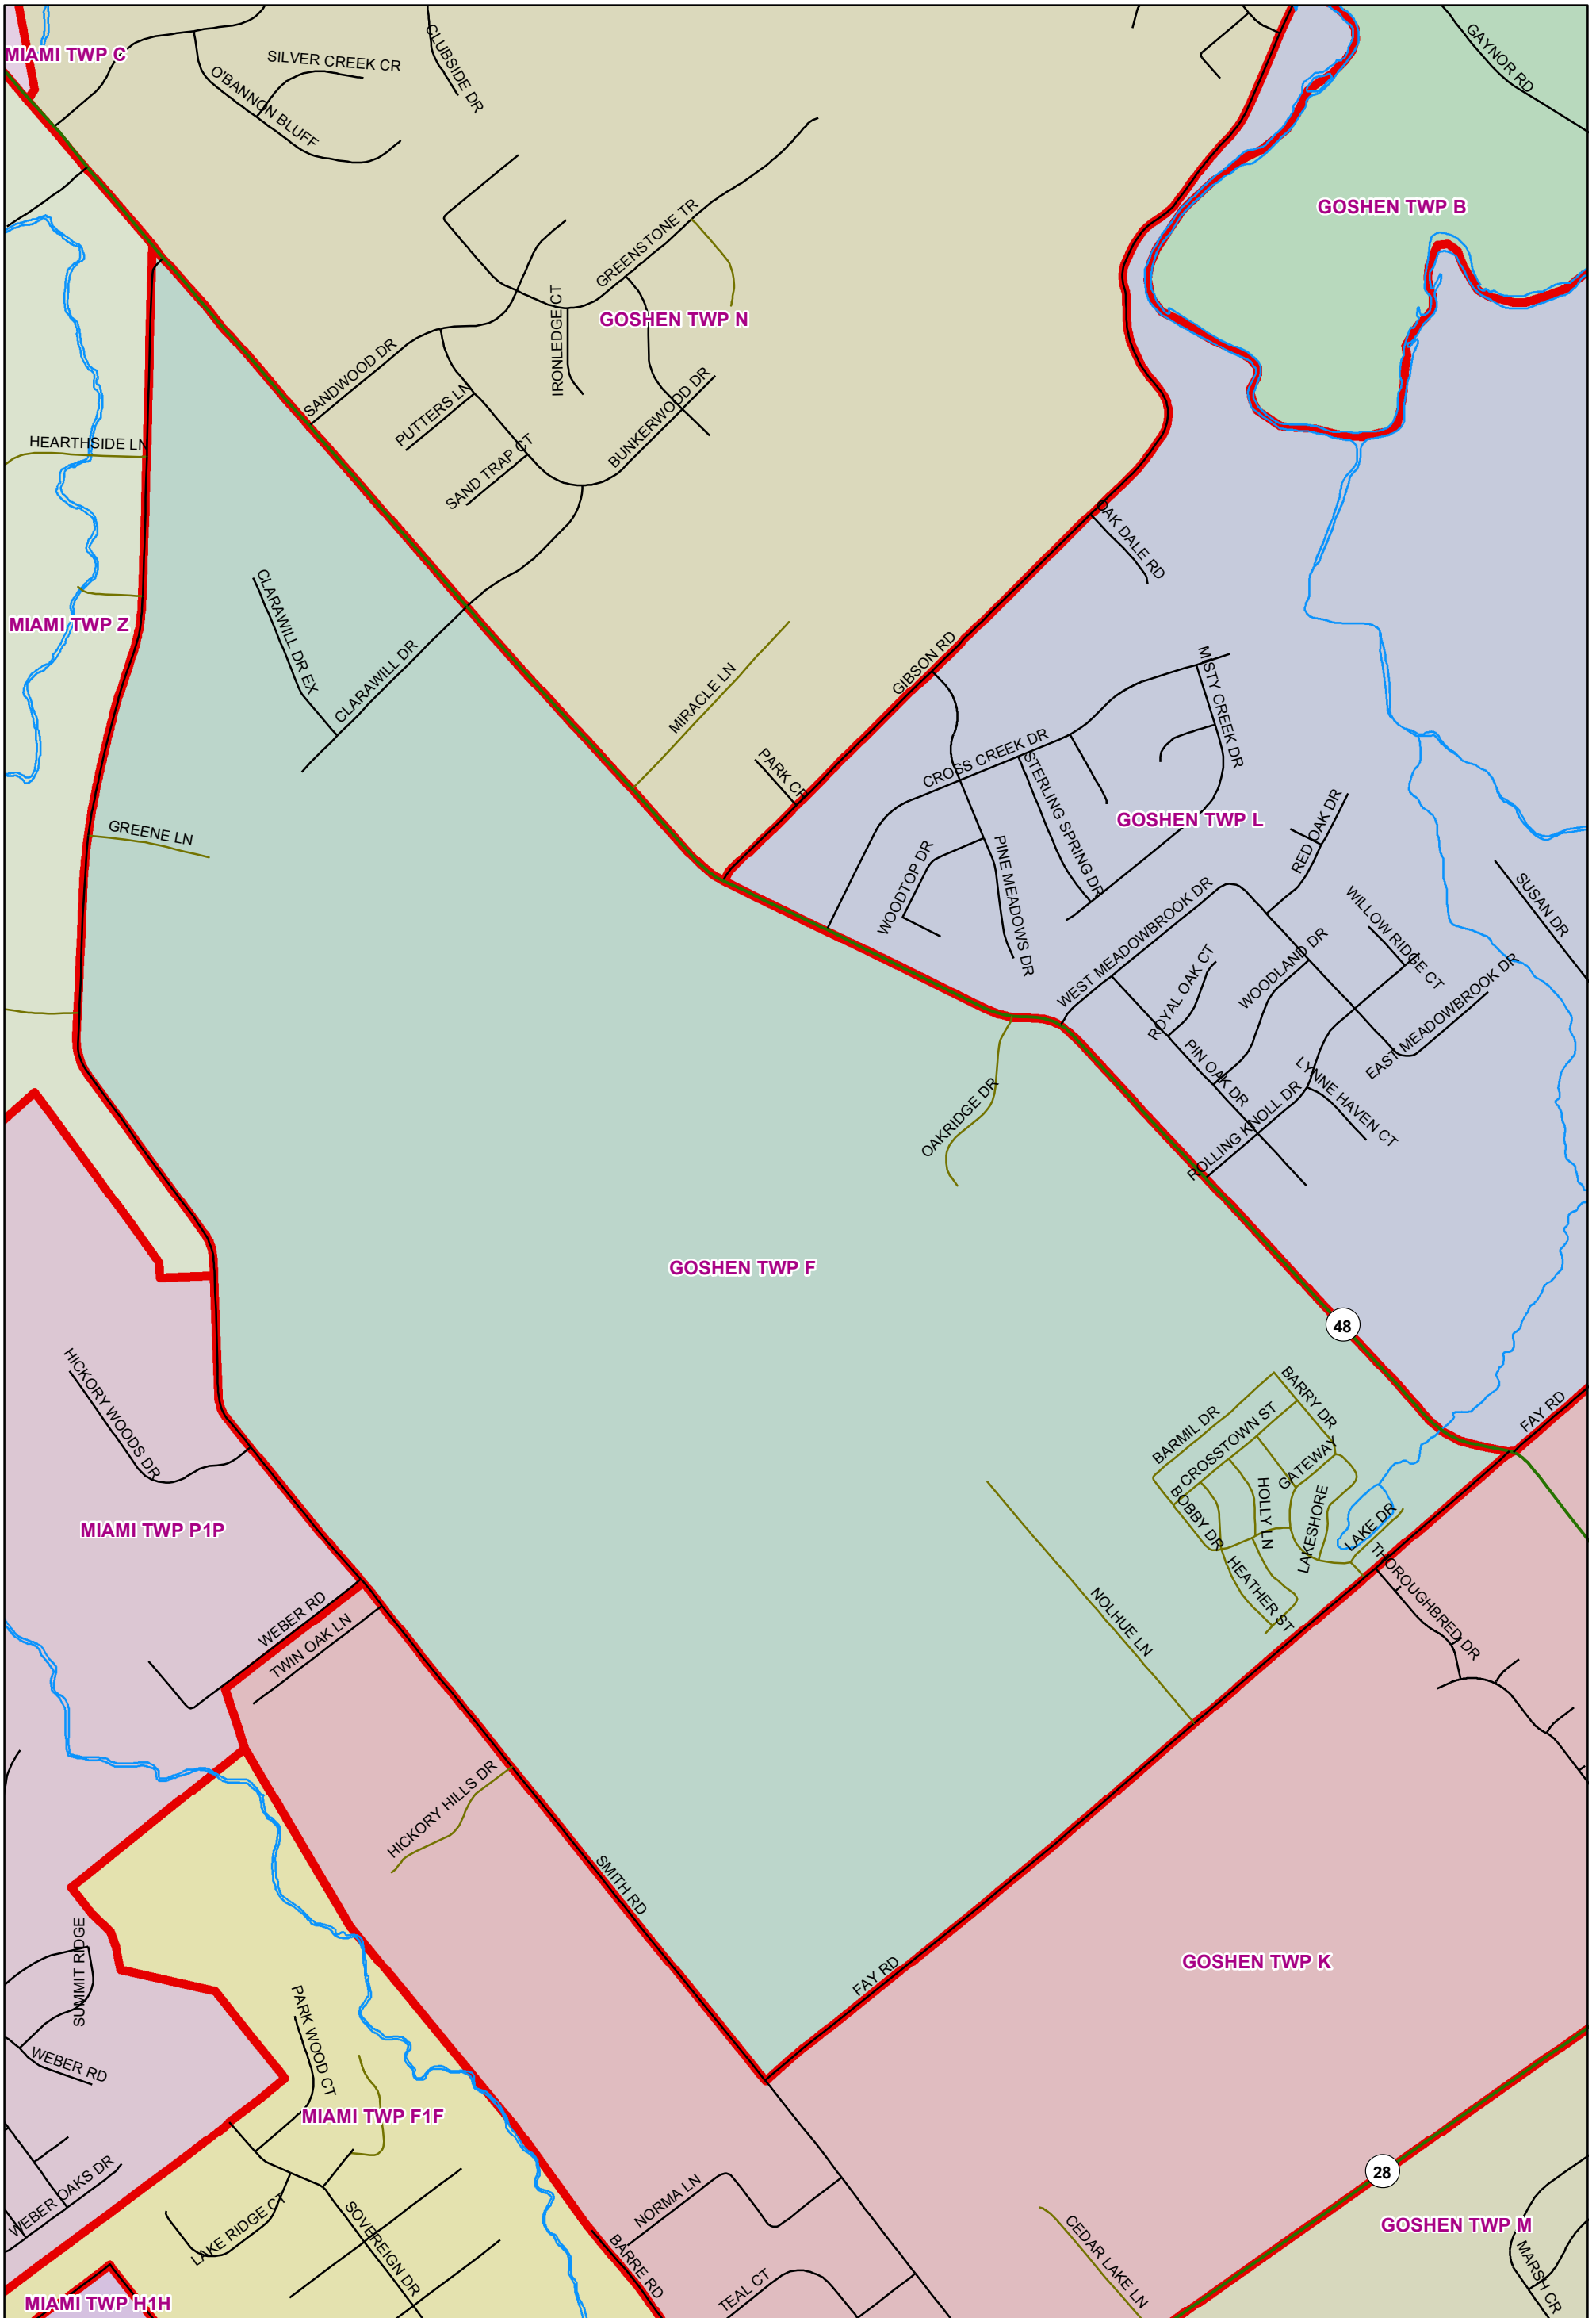 MIAMI TWP C
SILVER CREEK CR
CLUBSIDE DR
O'BANNON BLUFF
GAYNOR RD
GOSHEN TWP B
GREENSTONE TR
IRONLEDGE CT
GOSHEN TWP N
SANDWOOD DR
PUTTERS LN
BUNKERWOOD DR
SAND TRAP CT
HEARTHSIDE LN
OAK DALE RD
MIAMI TWP Z
CLARAWILL DR EX
CLARAWILL DR
MIRACLE LN
GIBSON RD
MISTY CREEK DR
CROSS CREEK DR
PARK CR
STERLING SPRING DR
GOSHEN TWP L
GREENE LN
WOODTOP DR
PINE MEADOWS DR
RED OAK DR
WEST MEADOWBROOK DR
WILLOW RIDGE CT
SUSAN DR
ROYAL OAK CT
WOODLAND DR
EAST MEADOWBROOK DR
PIN OAK DR
LYNNE HAVEN CT
OAKRIDGE DR
ROLLING KNOLL DR
GOSHEN TWP F
48
HICKORY WOODS DR
BARRY DR
FAY RD
BARMIL DR
CROSSTOWN ST
GATEWAY
BOBBY DR
HOLLY LN
LAKESHORE
LAKE DR
MIAMI TWP P1P
THOROUGHBRED DR
HEATHER ST
NOLHUE LN
WEBER RD
TWIN OAK LN
HICKORY HILLS DR
SMITH RD
FAY RD
GOSHEN TWP K
SUMMIT RIDGE
PARK WOOD CT
WEBER RD
MIAMI TWP F1F
28
WEBER OAKS DR
LAKE RIDGE CT
SOVEREIGN DR
NORMA LN
BARRE RD
TEAL CT
CEDAR LAKE LN
GOSHEN TWP M
MARSH CR
MIAMI TWP H1H